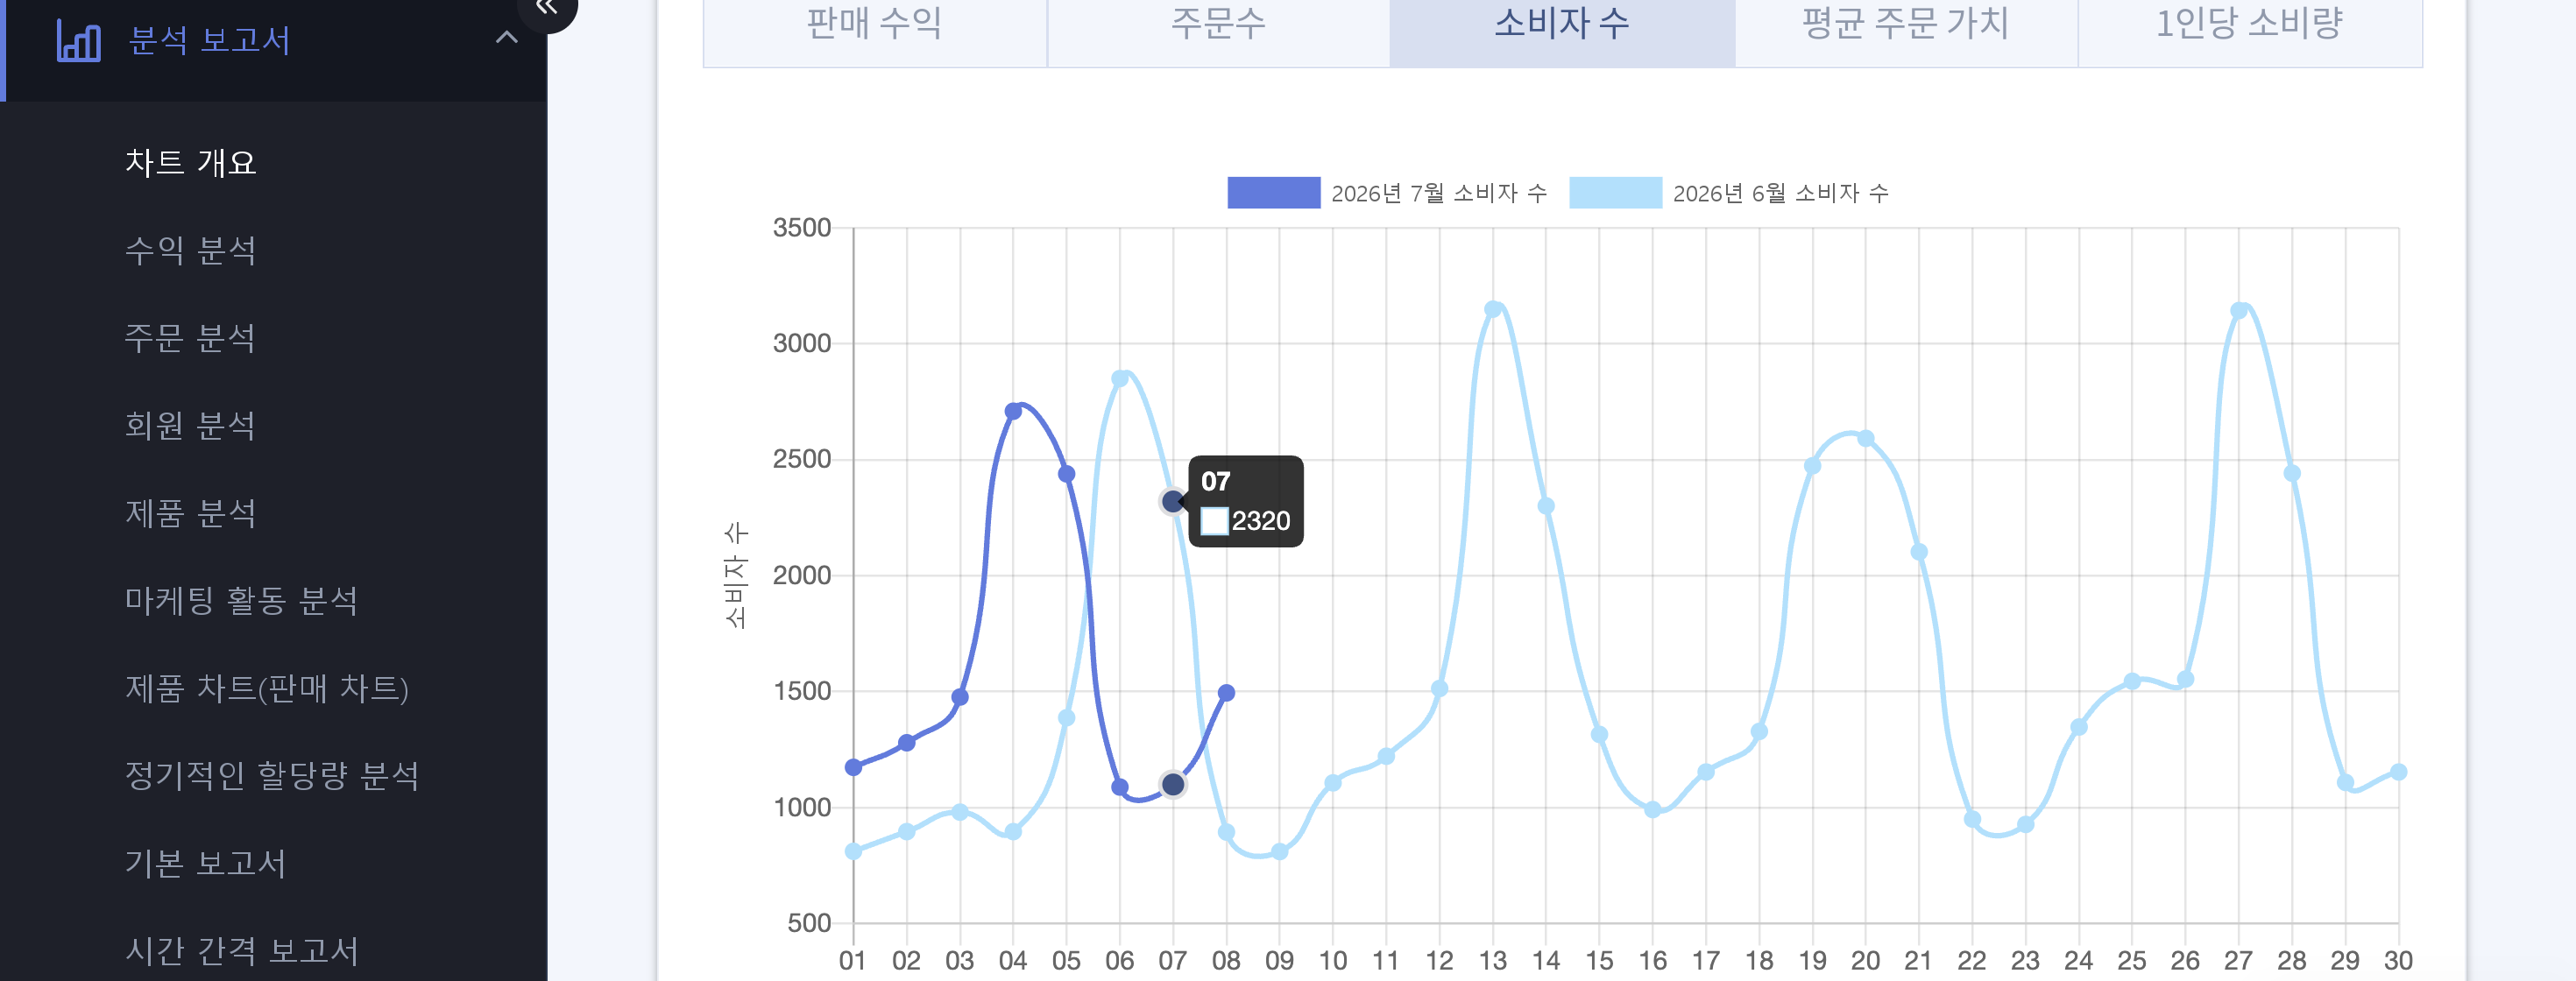 분석 보고서
차트 개요
수익 분석
주문 분석
회원 분석
제품 분석
마케팅 활동 분석
제품 차트(판매 차트)
정기적인 할당량 분석
기본 보고서
시간 간격 보고서
판매 수익 주문수 소비자 수 평균 주문 가치 1인당 소비량
2026년 7월 소비자 수 2026년 6월 소비자 수
소비자 수
3500
3000
2500
2000
1500
1000
500
07
2320
01 02 03 04 05 06 07 08 09 10 11 12 13 14 15 16 17 18 19 20 21 22 23 24 25 26 27 28 29 30